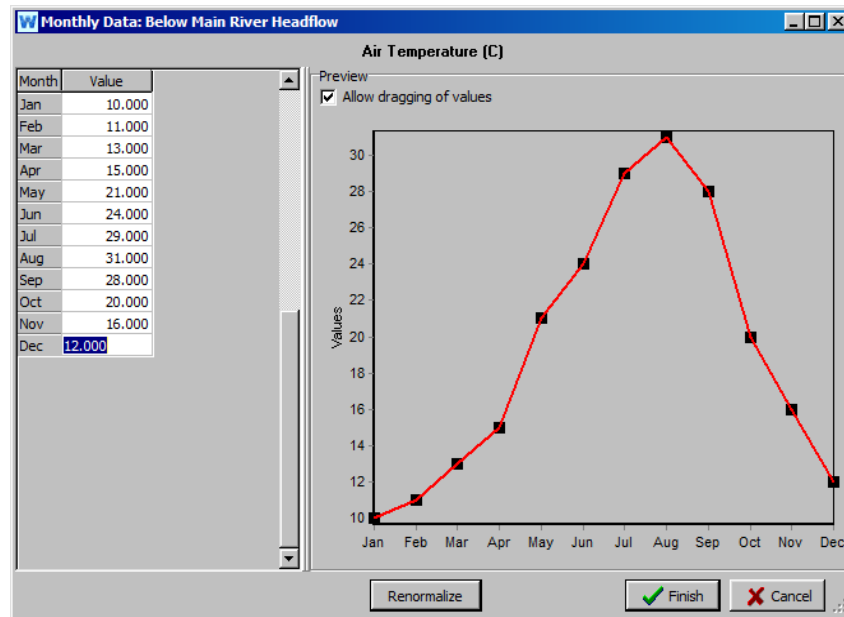 Monthly Data: Below Main River Headflow
Air Temperature (C)
Month Value
Jan 10.000
Feb 11.000
Mar 13.000
Apr 15.000
May 21.000
Jun 24.000
Jul 29.000
Aug 31.000
Sep 28.000
Oct 20.000
Nov 16.000
Dec 12.000
Preview
Allow dragging of values
30
28
26
24
22
20
18
16
14
12
10
Values
Jan Feb Mar Apr May Jun Jul Aug Sep Oct Nov Dec
Renormalize
Finish
Cancel